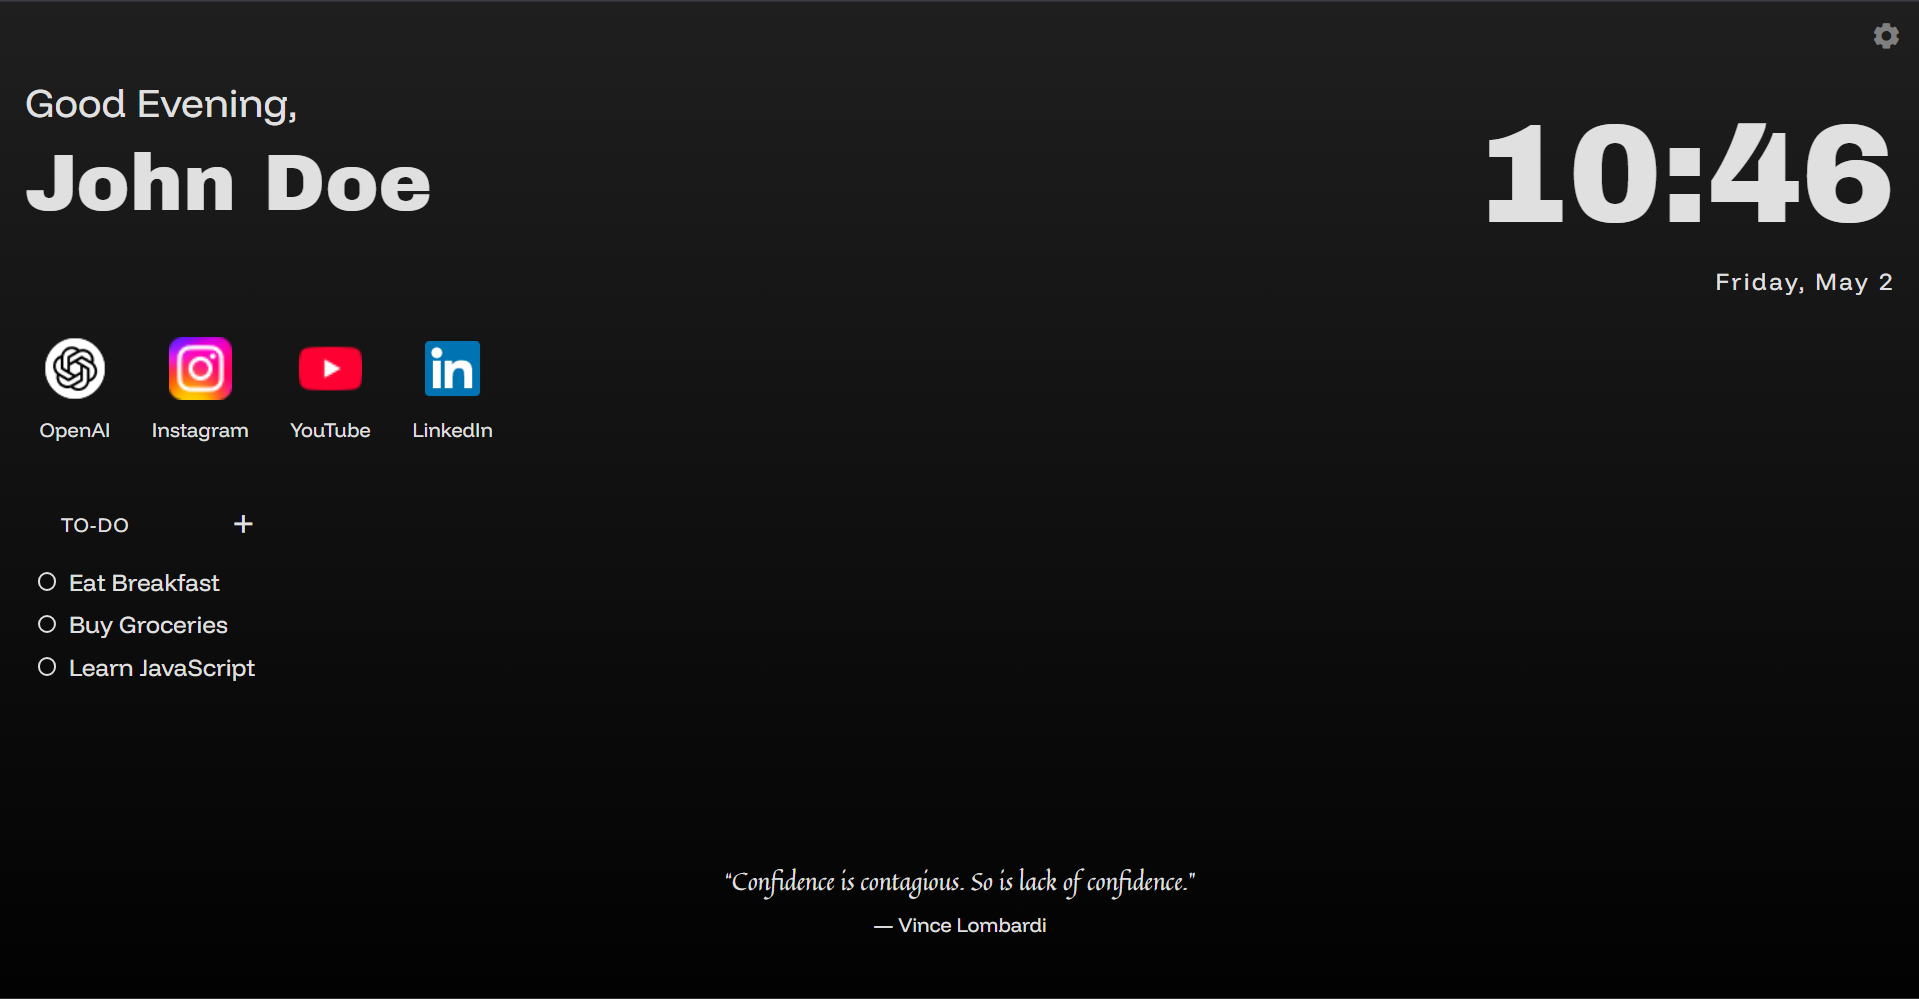 Good Evening,
John Doe
10:46
Friday, May 2
in
OpenAI
Instagram
YouTube
LinkedIn
TO-DO +
Eat Breakfast
Buy Groceries
Learn JavaScript
“Confidence is contagious. So is lack of confidence.”
— Vince Lombardi